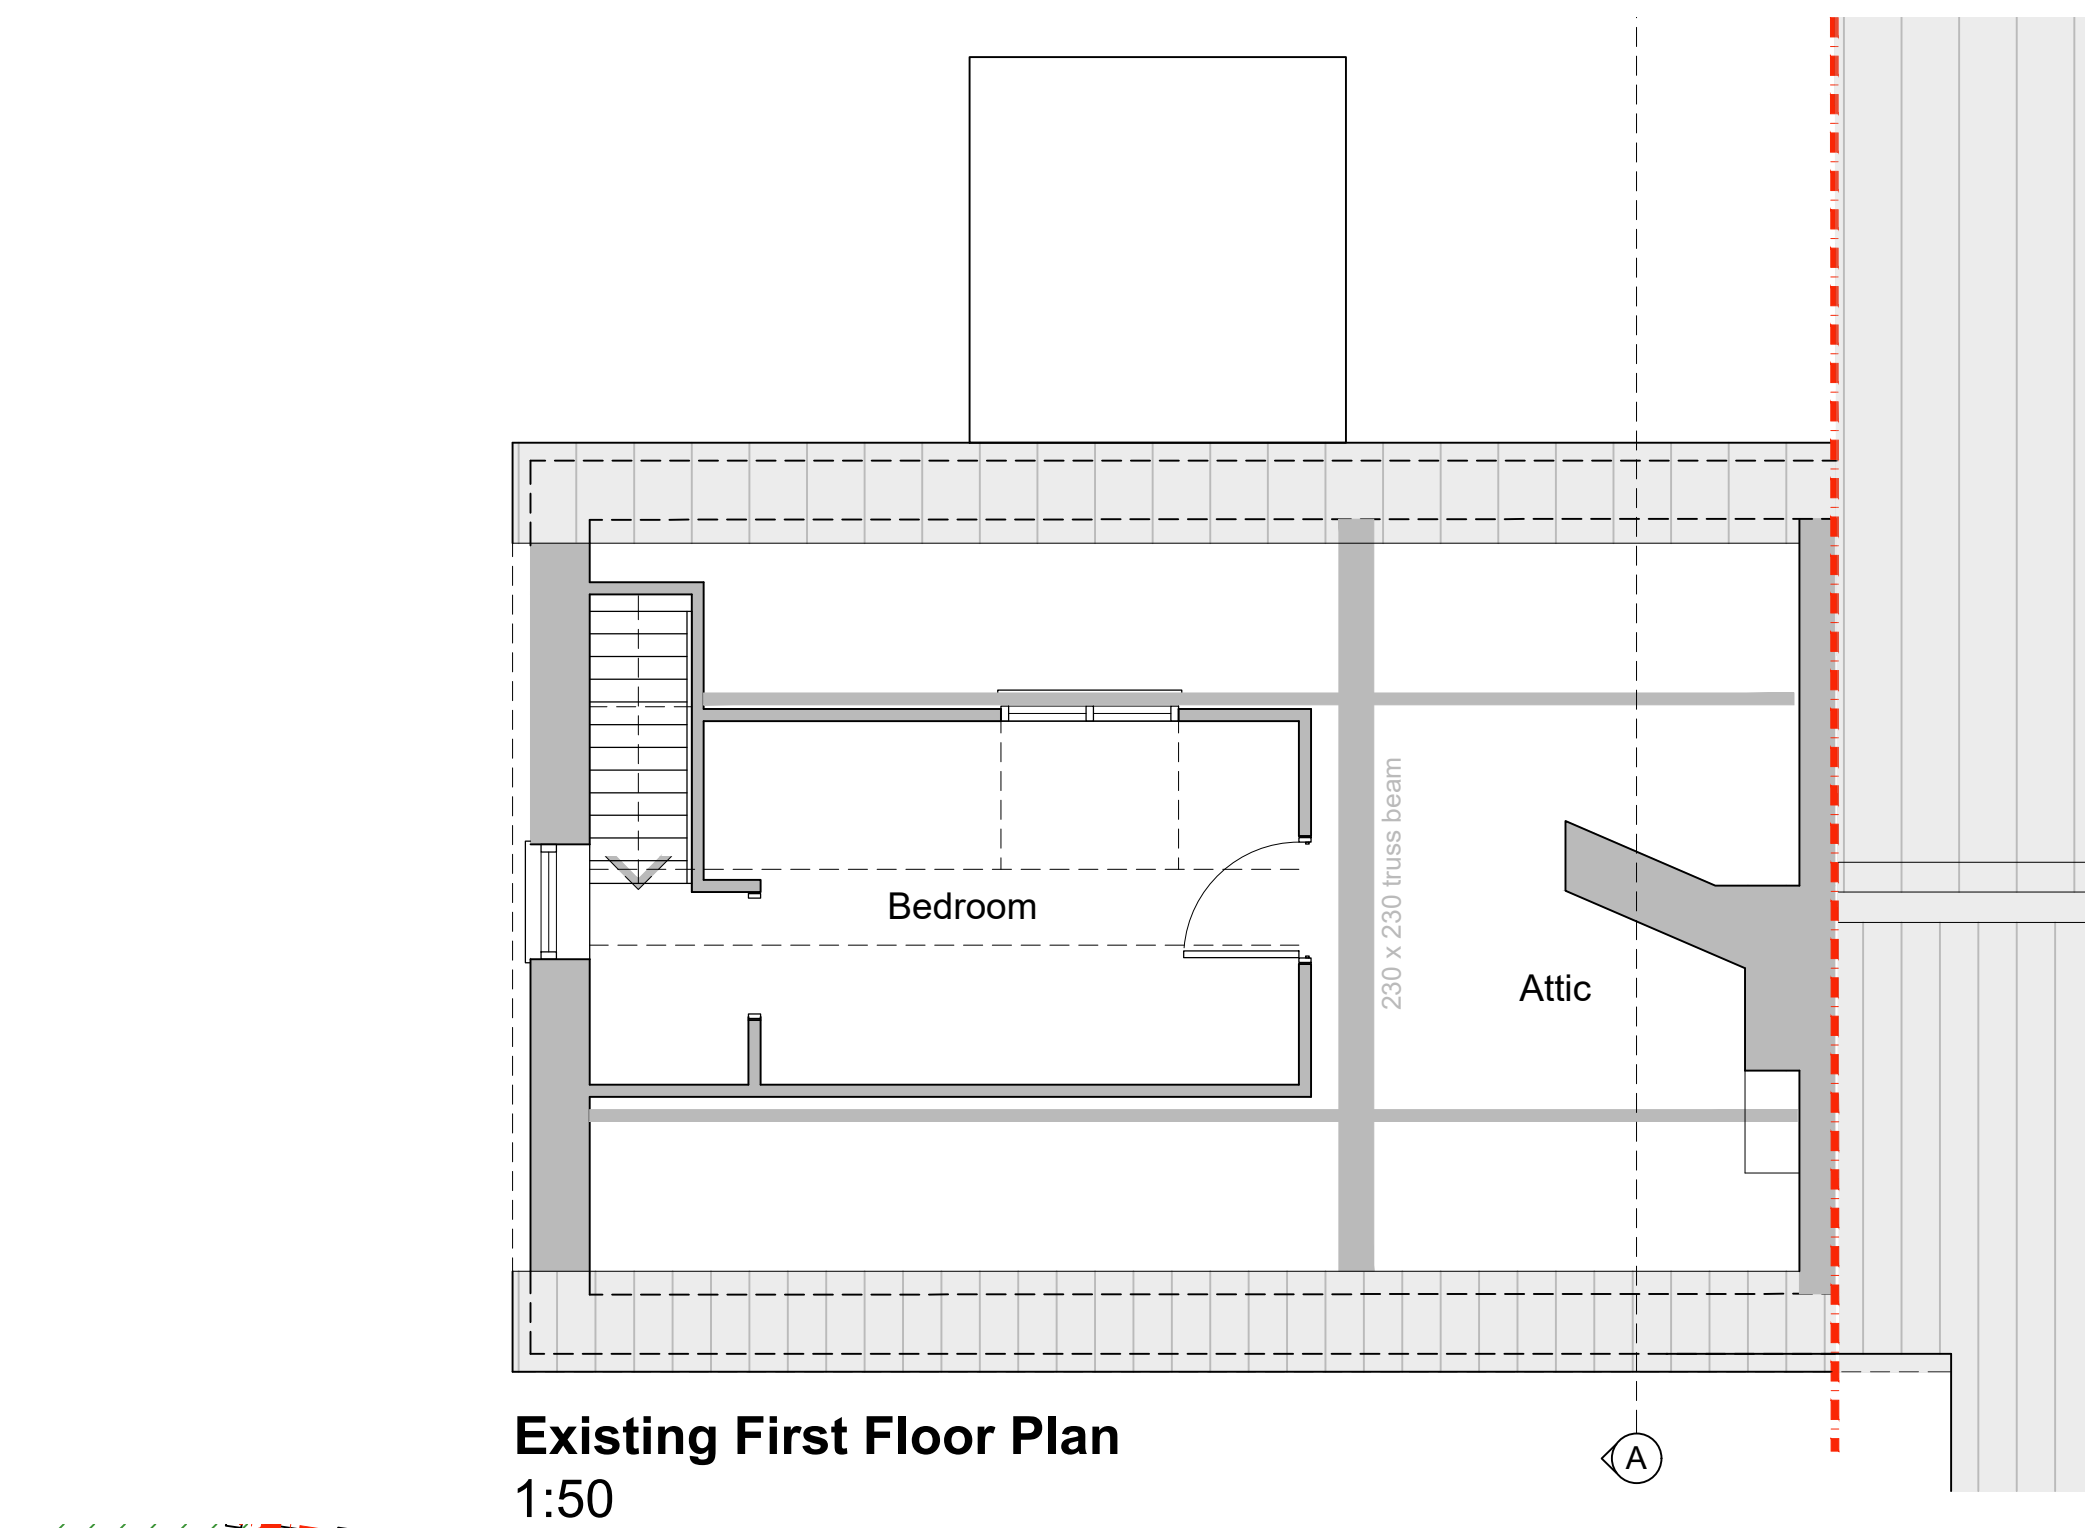 230 x 230 truss beam
Bedroom
Attic
Existing First Floor Plan
1:50
A